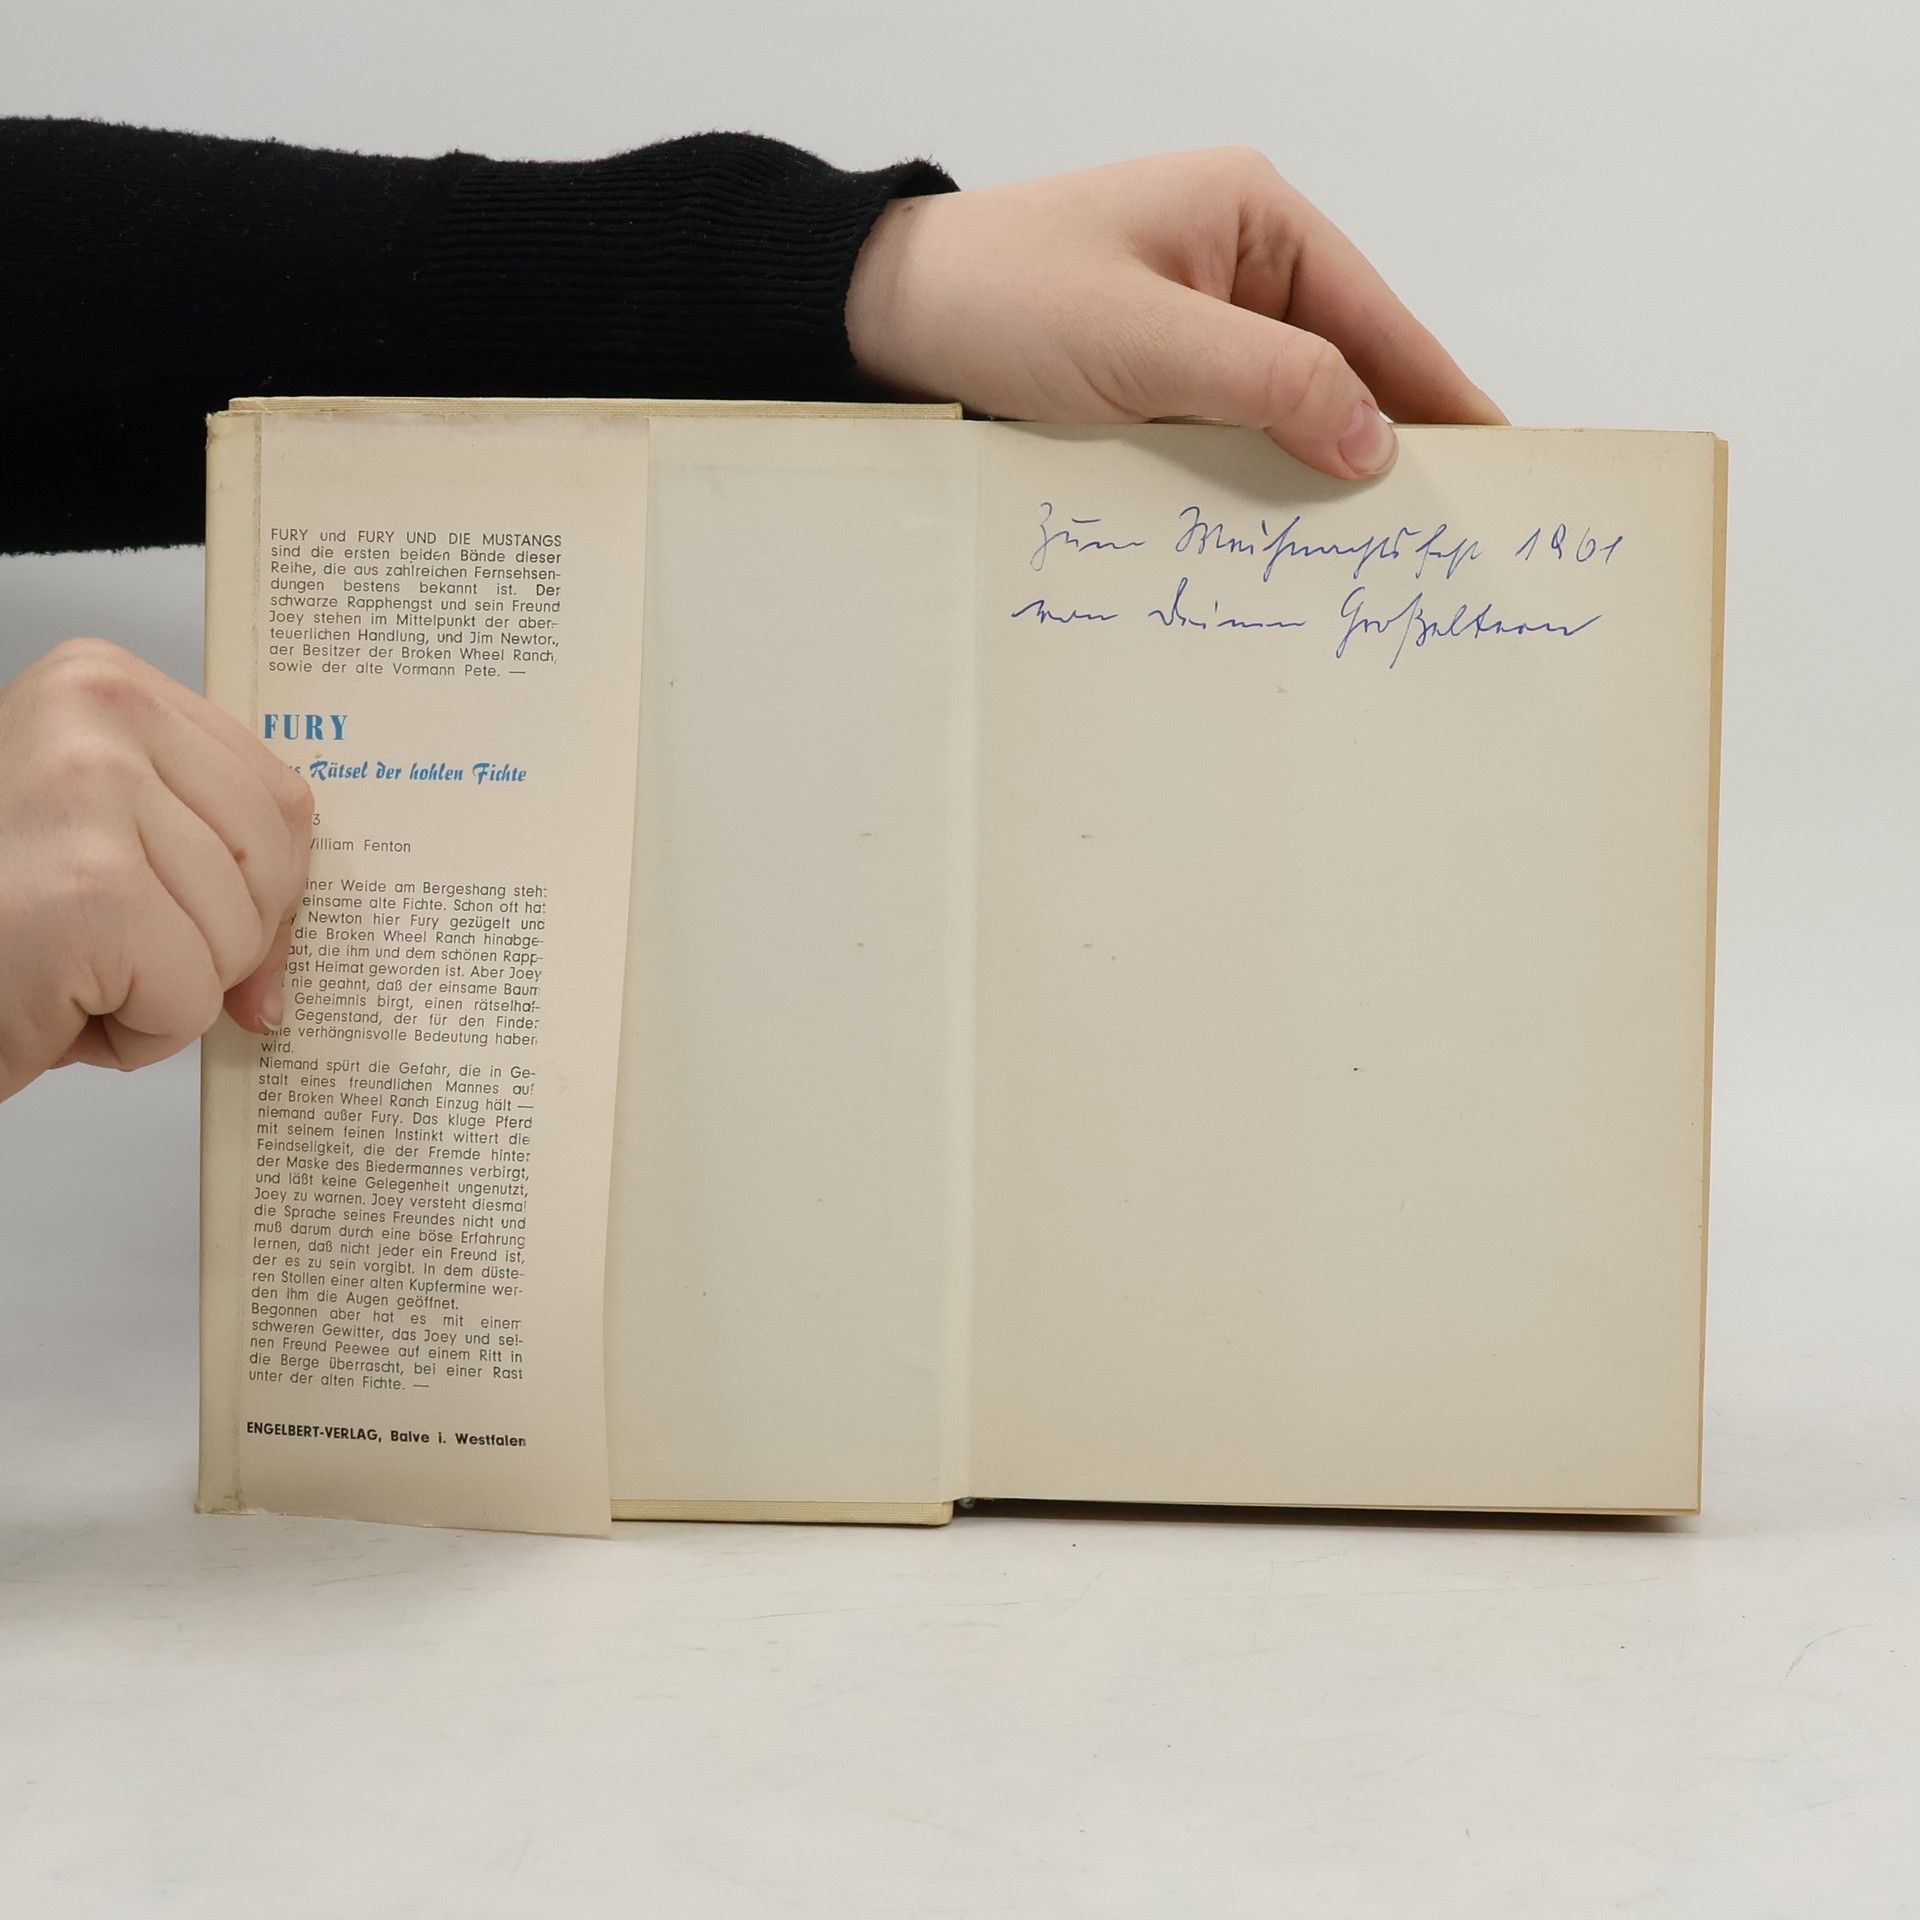 FURY und FURY UND DIE MUSTANGS
sind die ersten beiden Bände dieser
Reihe, die aus zahlreichen Fernsehsen-
dungen bestens bekannt ist. Der
schwarze Rapphengst und sein Freund
Joey stehen im Mittelpunkt der aben-
teuerlichen Handlung, und Jim Newton,
der Besitzer der Broken Wheel Ranch,
sowie der alte Vormann Pete. —
FURY
Rätsel der hohlen Fichte
3
William Fenton
einer Weide am Bergeshang steht
einsame alte Fichte. Schon oft hat
Newton hier Fury gezügelt und
die Broken Wheel Ranch hinabge-
aut, die ihm und dem schönen Rapp-
ngst Heimat geworden ist. Aber Joey
nie geahnt, daß der einsame Baum
Geheimnis birgt, einen rätselhaf-
Gegenstand, der für den Finder
eine verhängnisvolle Bedeutung haben
wird.
Niemand spürt die Gefahr, die in Ge-
stalt eines freundlichen Mannes auf
der Broken Wheel Ranch Einzug hält —
niemand außer Fury. Das kluge Pferd
mit seinem feinen Instinkt wittert die
Feindseligkeit, die der Fremde hinter
der Maske des Biedermannes verbirgt,
und läßt keine Gelegenheit ungenutzt,
Joey zu warnen. Joey versteht diesmal
die Sprache seines Freundes nicht und
muß darum durch eine böse Erfahrung
lernen, daß nicht jeder ein Freund ist,
der es zu sein vorgibt. In dem düste-
ren Stollen einer alten Kupfermine wer-
den ihm die Augen geöffnet.
Begonnen aber hat es mit einem
schweren Gewitter, das Joey und sei-
nen Freund Peewee auf einem Ritt in
die Berge überrascht, bei einer Rast
unter der alten Fichte. —
ENGELBERT-VERLAG, Balve i. Westfalen
Zum Weihnachtsfest 1961
von Deinen Großeltern